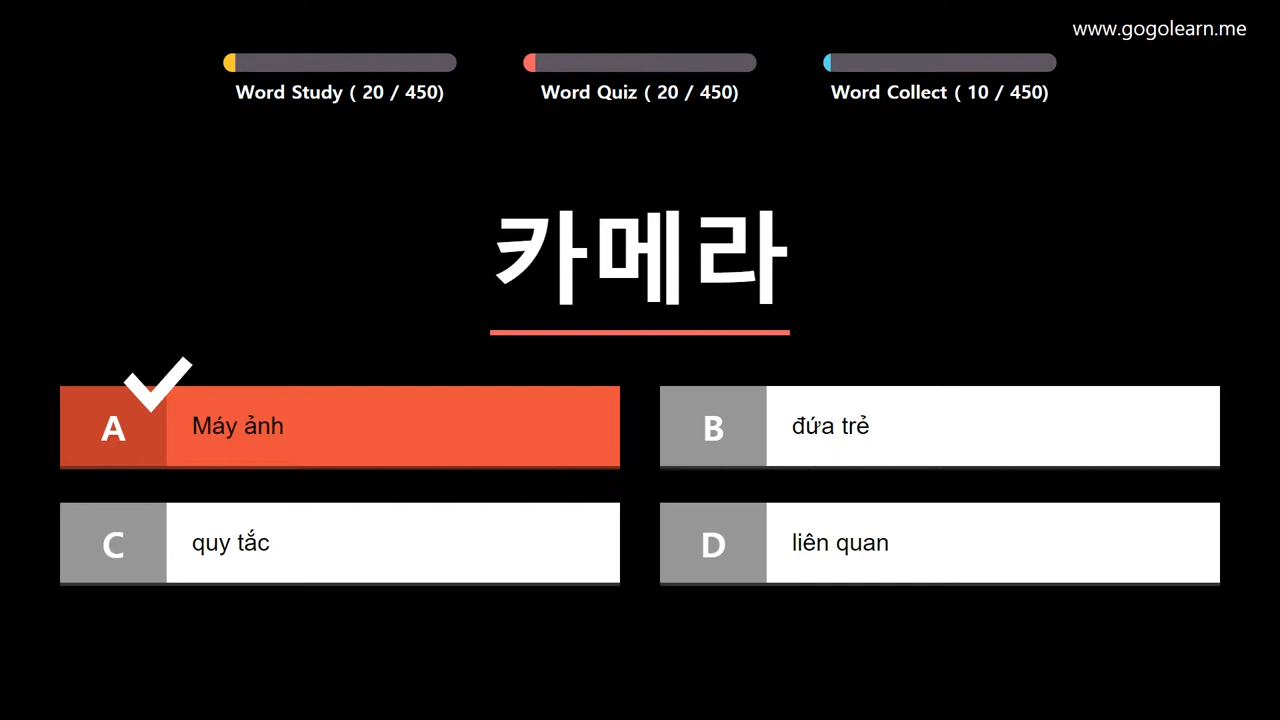 www.gogolearn.me
Word Study ( 20 / 450)
Word Quiz ( 20 / 450)
Word Collect ( 10 / 450)
카메라
A Máy ảnh
B đứa trẻ
C quy tắc
D liên quan